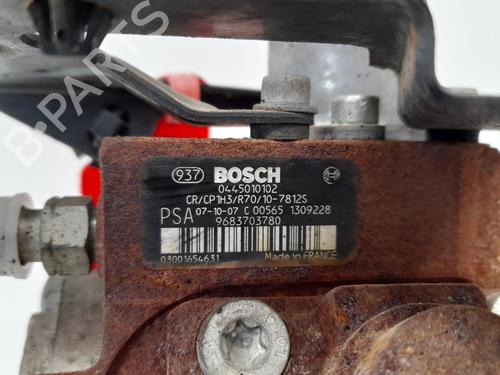 B-PARTS
937 BOSCH
0445010102
CR/CP1H3/R70/10-7812S
PSA 07-10-07 C 00565 1309228
9683703780
03001654631 Made in FRANCE